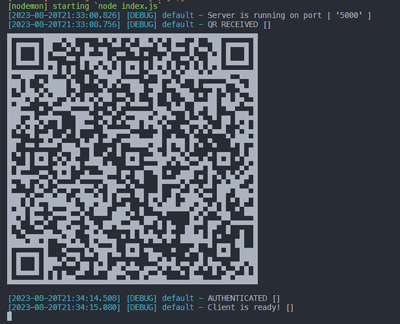 [nodemon] starting `node index.js`
[2023-08-20T21:33:00.826] [DEBUG] default - Server is running on port [ '5000' ]
[2023-08-20T21:33:08.756] [DEBUG] default - QR RECEIVED []
[2023-08-20T21:34:14.508] [DEBUG] default - AUTHENTICATED []
[2023-08-20T21:34:15.080] [DEBUG] default - Client is ready! []